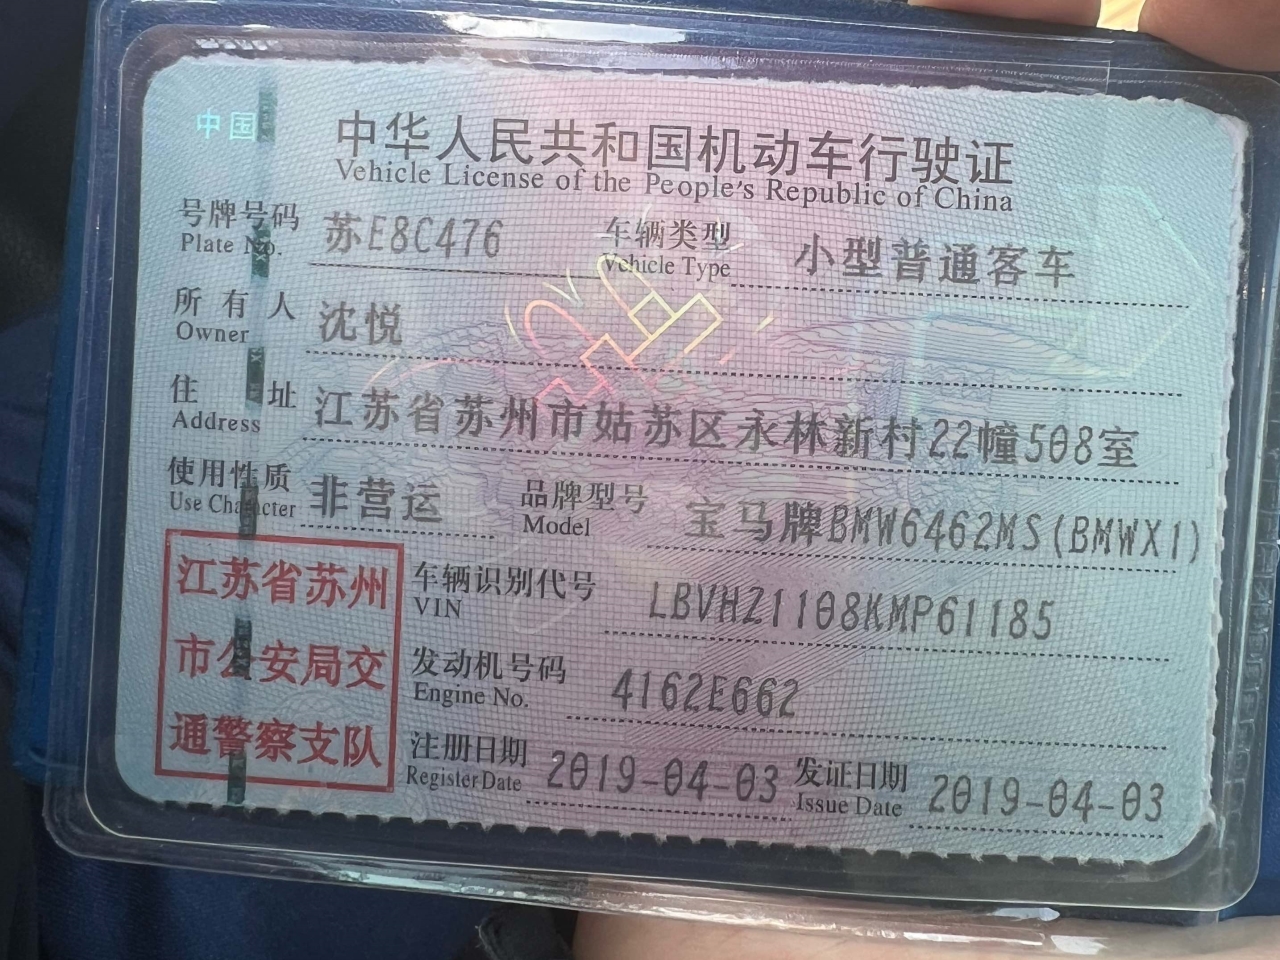 中国
中华人民共和国机动车行驶证
Vehicle License of the People's Republic of China
号牌号码 苏E8C476 车辆类型 小型普通客车
Plate No. Vehicle Type
所有人 沈悦
Owner
住址 江苏省苏州市姑苏区永林新村22幢508室
Address
使用性质 非营运 品牌型号 宝马牌BMW6462MS(BMWX1)
Use Character Model
江苏省苏州
市公安局交
通警察支队
车辆识别代号 LBVHZ1108KMP61185
VIN
发动机号码 4162E662
Engine No.
注册日期 2019-04-03 发证日期 2019-04-03
Register Date Issue Date